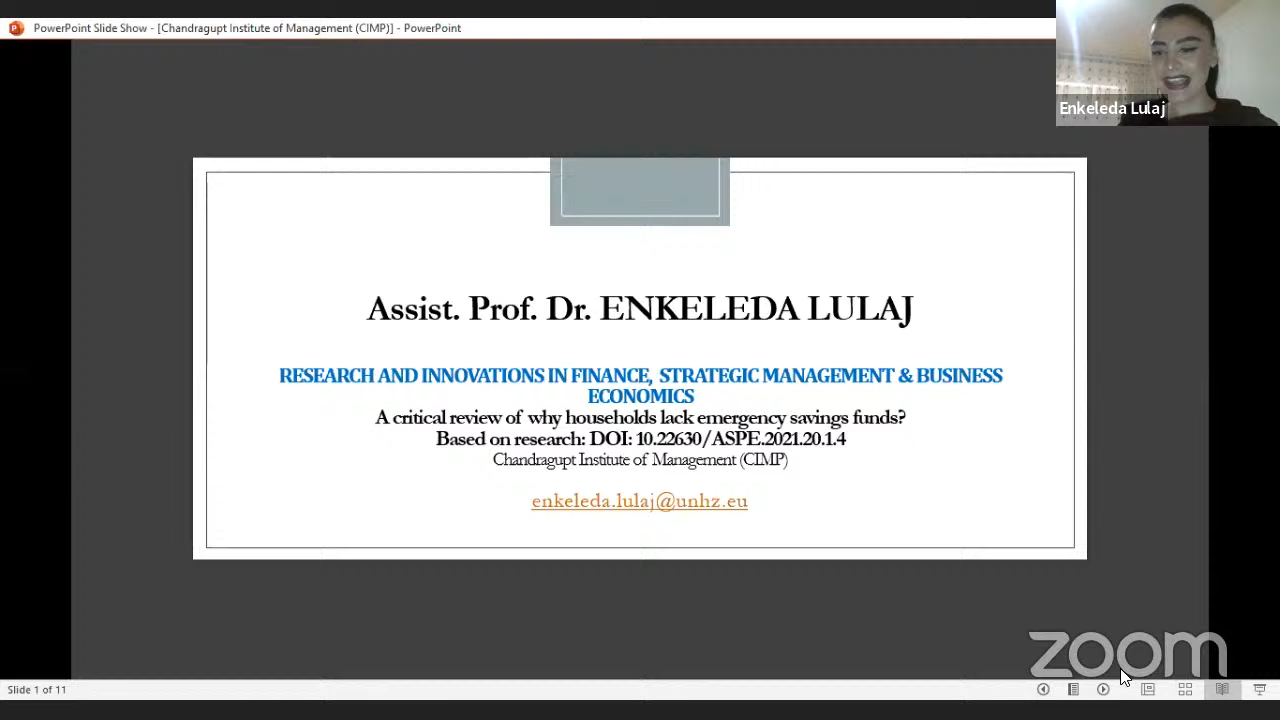 PowerPoint Slide Show - [Chandragupt Institute of Management (CIMP)] - PowerPoint
Enkeleda Lulaj
Assist. Prof. Dr. ENKELEDA LULAJ
RESEARCH AND INNOVATIONS IN FINANCE, STRATEGIC MANAGEMENT & BUSINESS
ECONOMICS
A critical review of why households lack emergency savings funds?
Based on research: DOI: 10.22630/ASPE.2021.20.1.4
Chandragupt Institute of Management (CIMP)
enkeleda.lulaj@unhz.eu
zoom
Slide 1 of 11